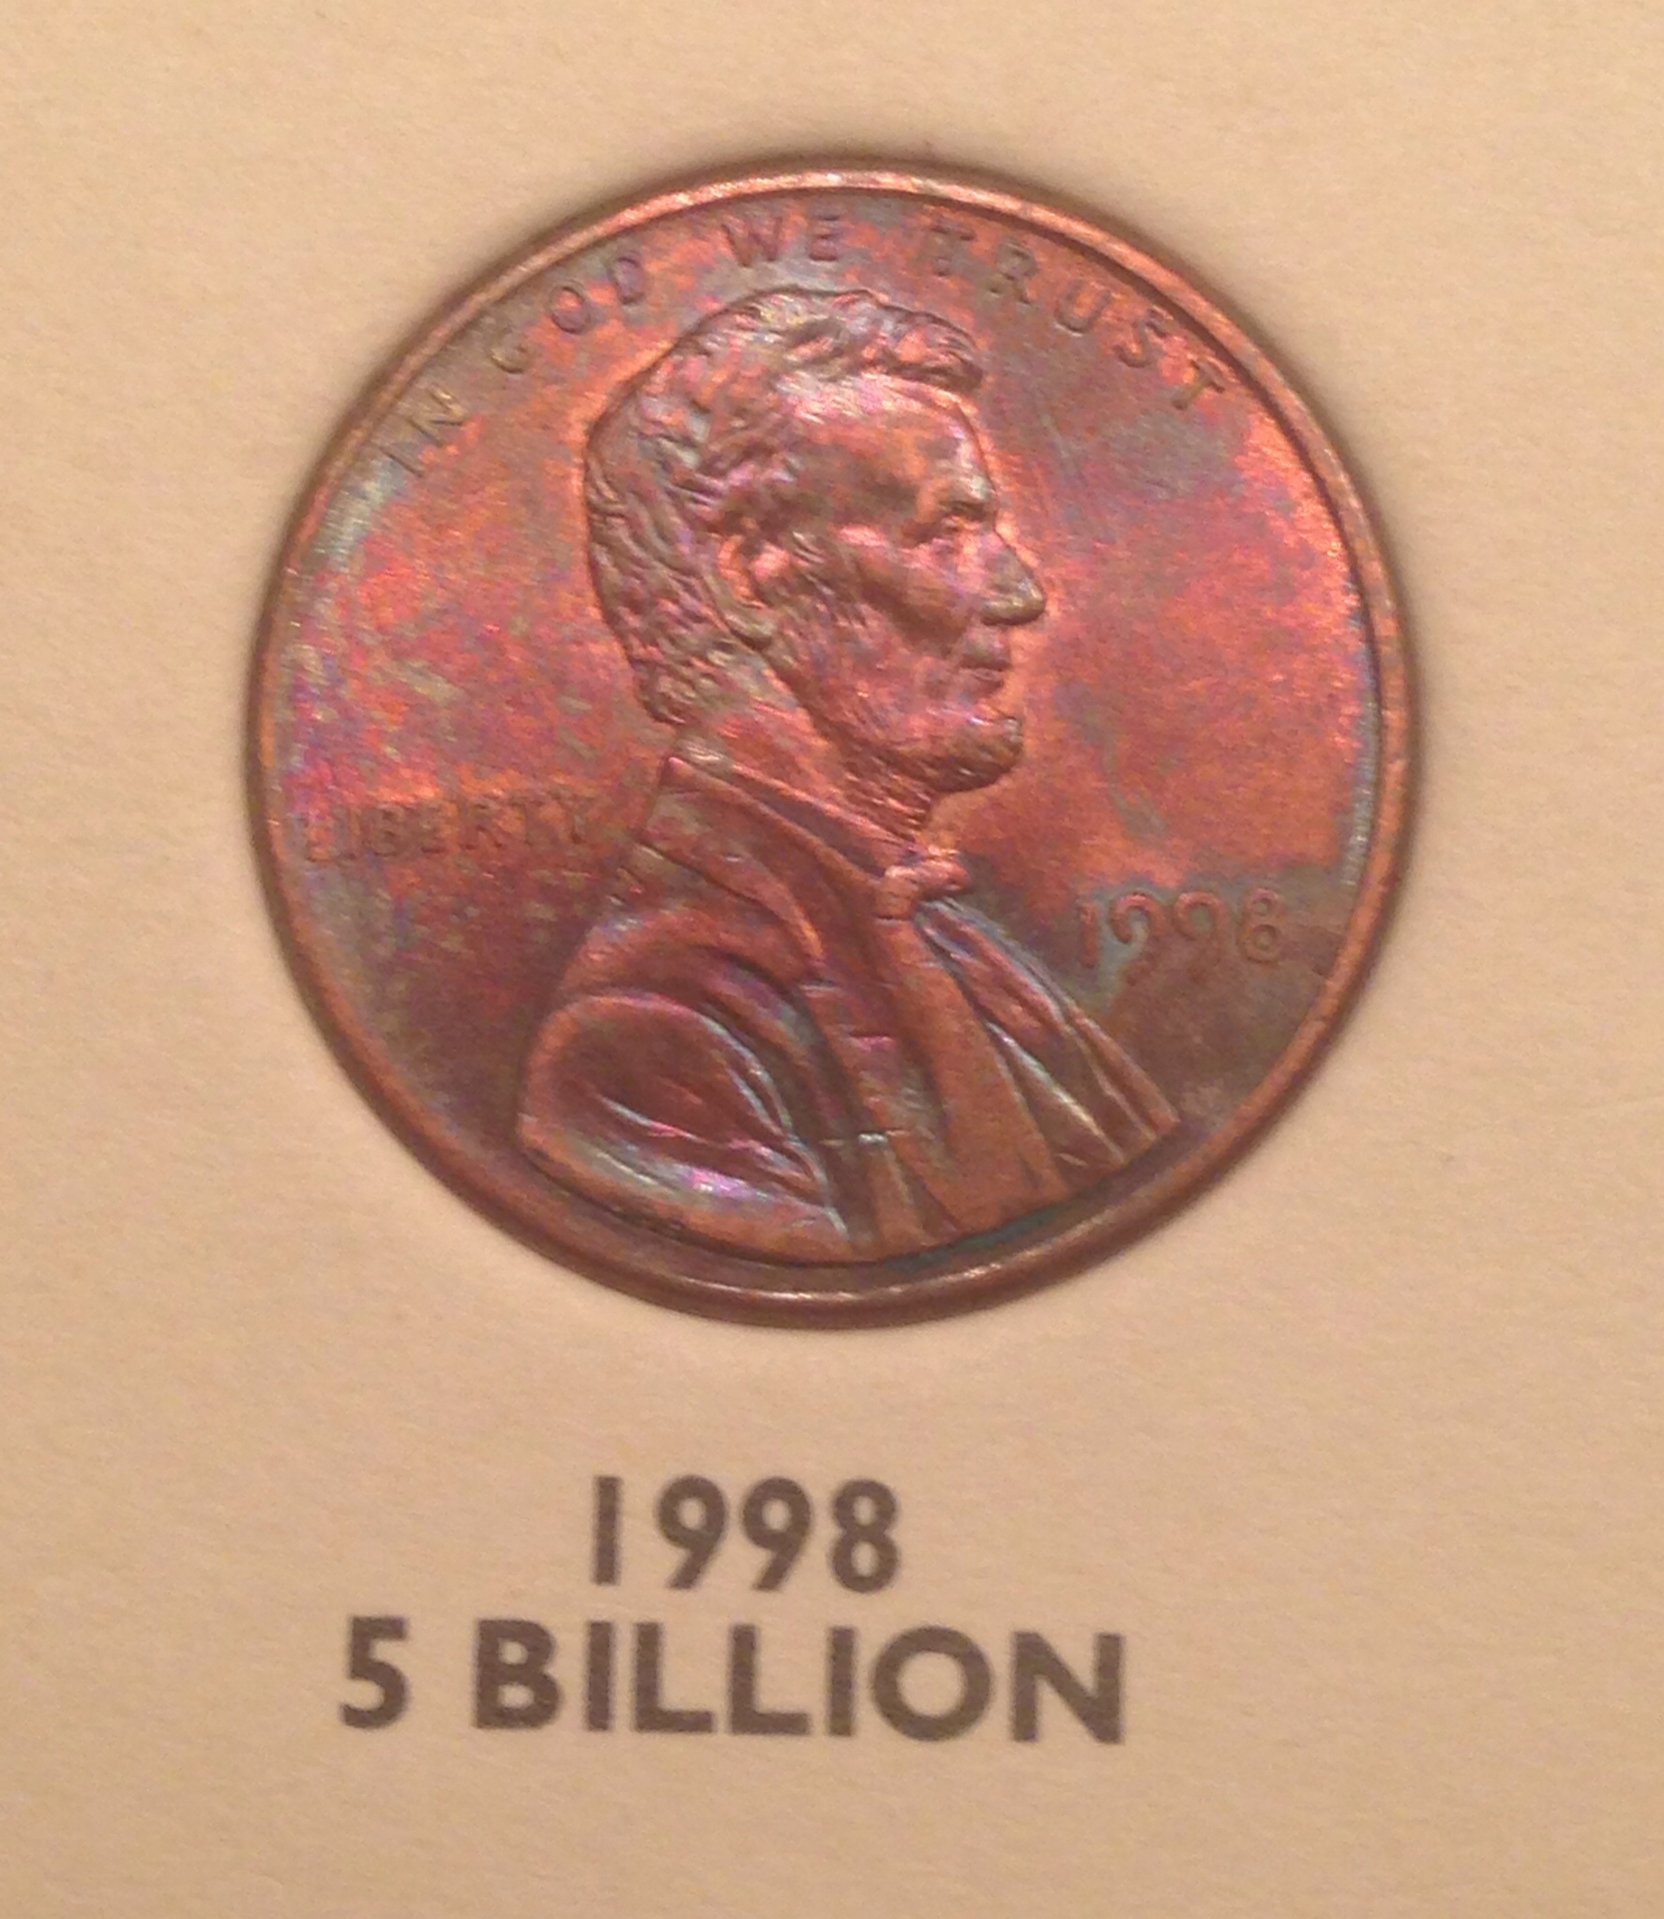 IN GOD WE TRUST
LIBERTY
1998
1998
5 BILLION